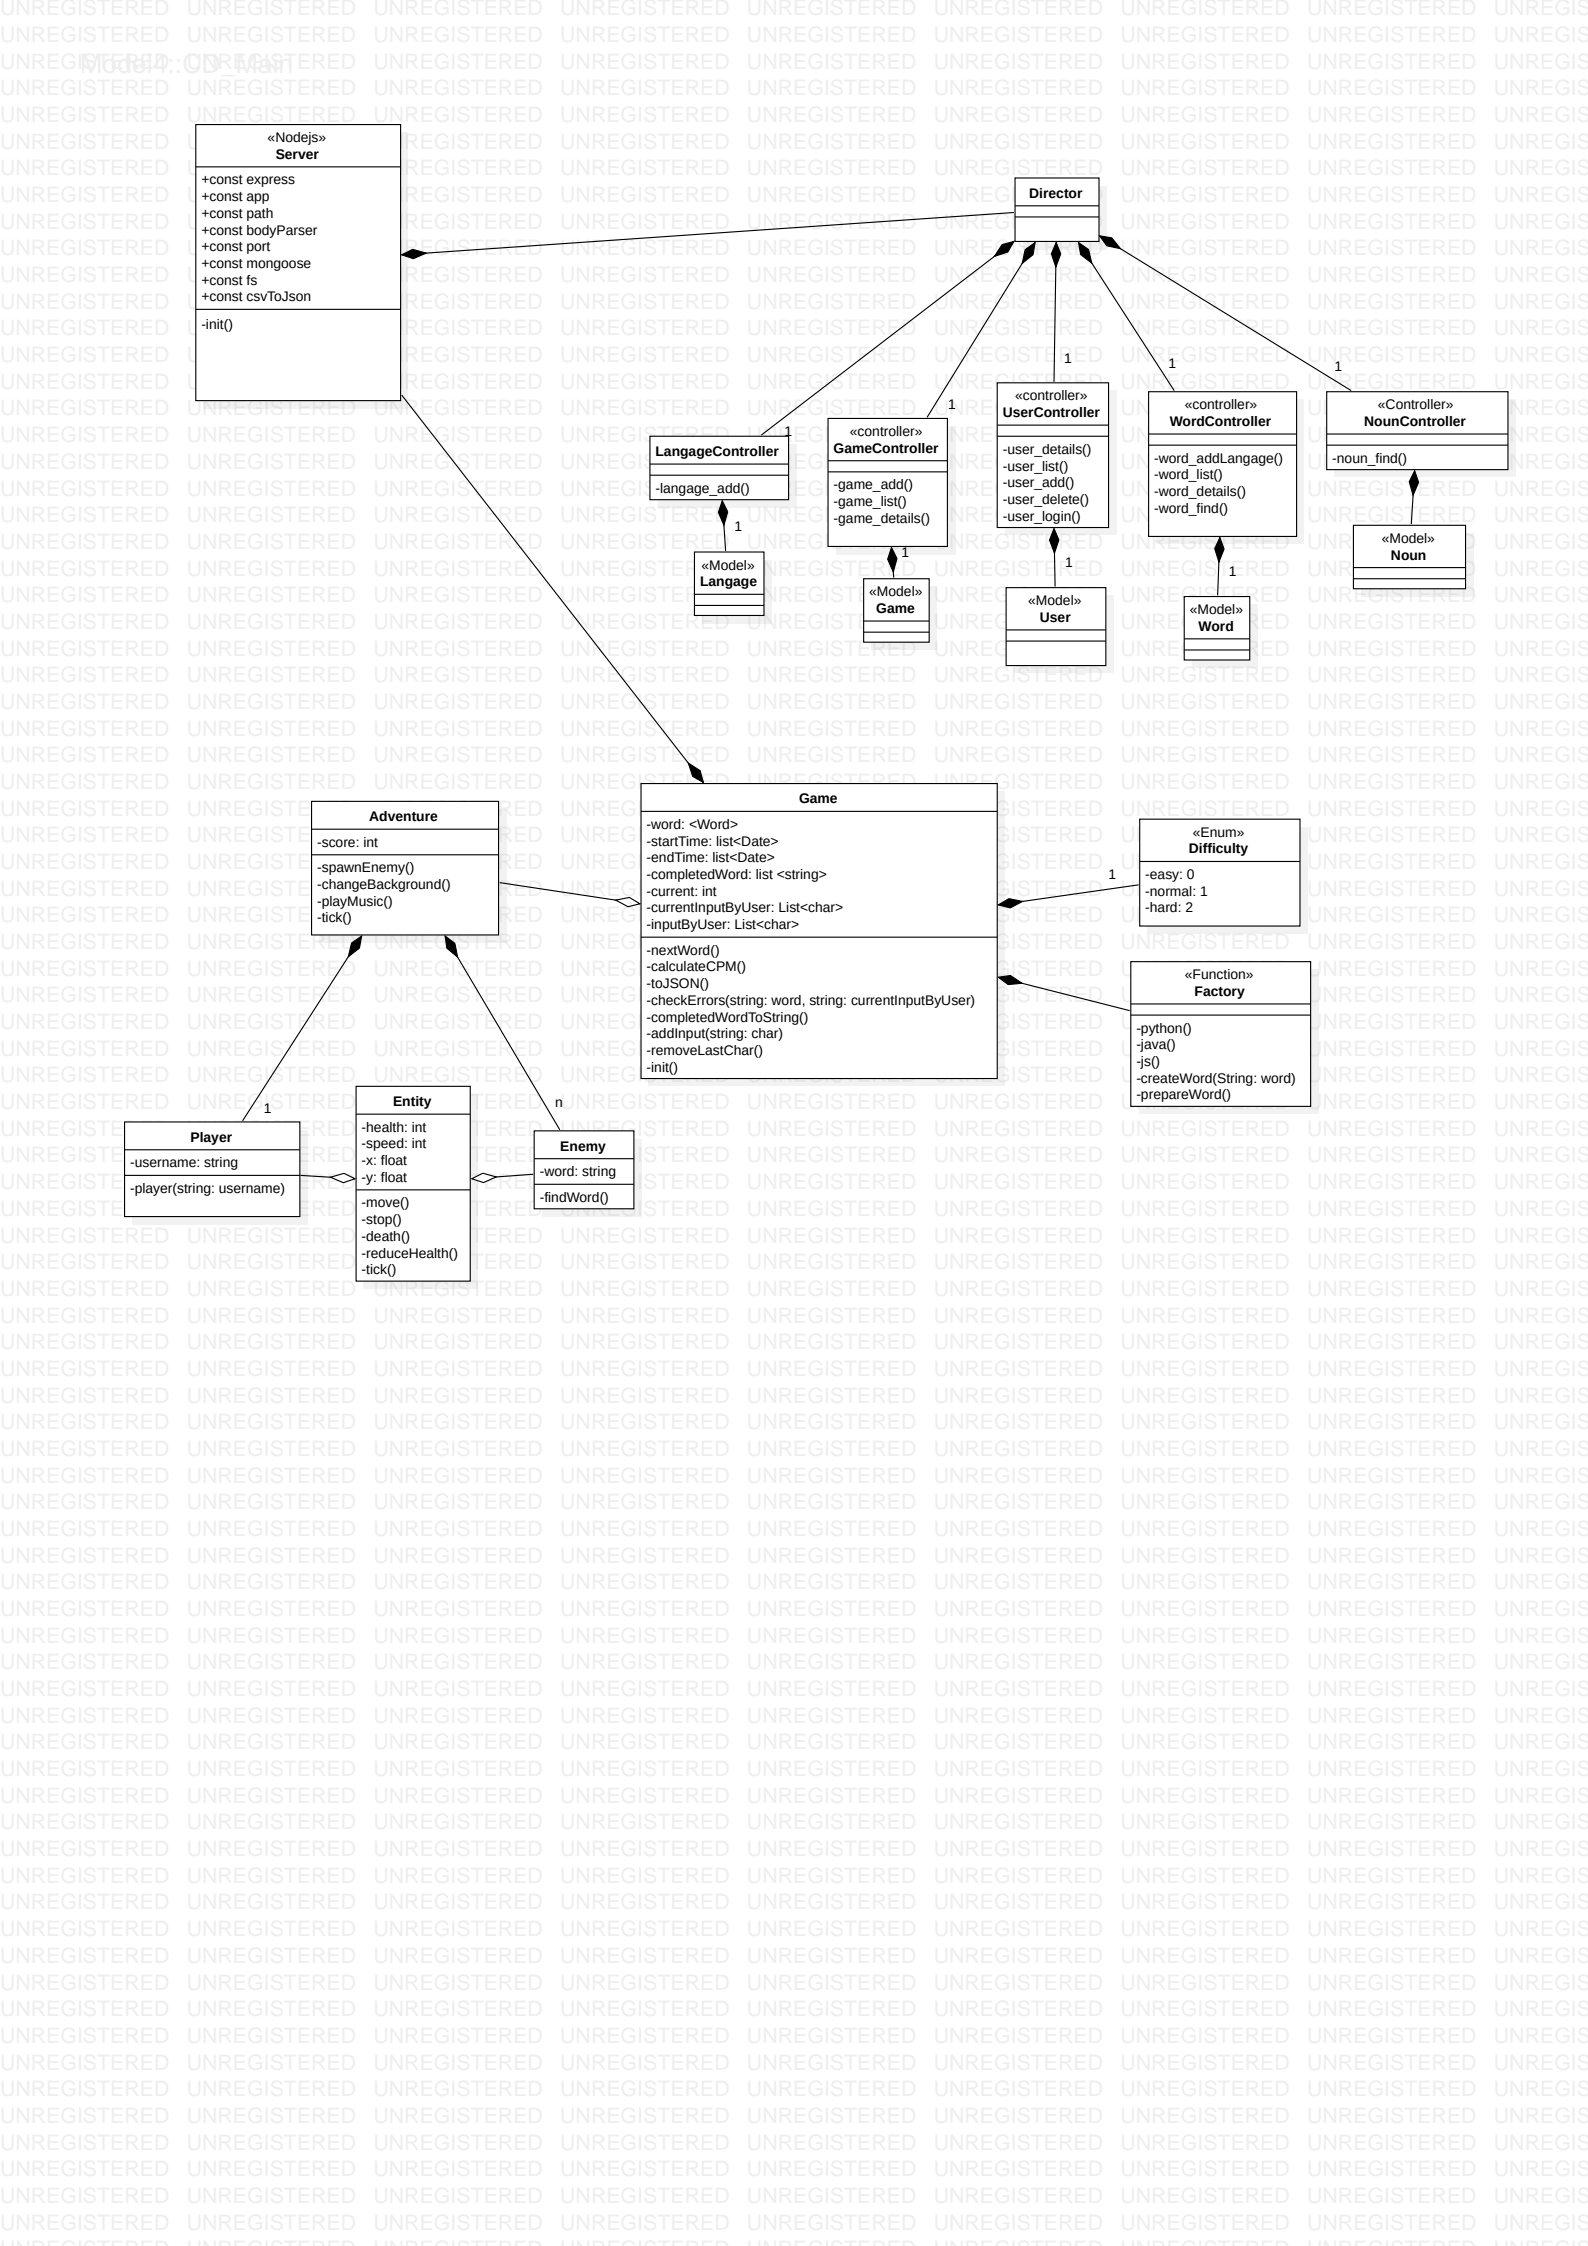 Model4::CD_Main
«Nodejs»
Server
+const express
+const app
+const path
+const bodyParser
+const port
+const mongoose
+const fs
+const csvToJson
-init()
Director
1
1
1
1
1
LangageController
-langage_add()
«controller»
GameController
-game_add()
-game_list()
-game_details()
«controller»
UserController
-user_details()
-user_list()
-user_add()
-user_delete()
-user_login()
«controller»
WordController
-word_addLangage()
-word_list()
-word_details()
-word_find()
«Controller»
NounController
-noun_find()
1
1
1
1
«Model»
Langage
«Model»
Game
«Model»
User
«Model»
Word
«Model»
Noun
Adventure
-score: int
-spawnEnemy()
-changeBackground()
-playMusic()
-tick()
Game
-word: <Word>
-startTime: list<Date>
-endTime: list<Date>
-completedWord: list <string>
-current: int
-currentInputByUser: List<char>
-inputByUser: List<char>
-nextWord()
-calculateCPM()
-toJSON()
-checkErrors(string: word, string: currentInputByUser)
-completedWordToString()
-addInput(string: char)
-removeLastChar()
-init()
1
«Enum»
Difficulty
-easy: 0
-normal: 1
-hard: 2
«Function»
Factory
-python()
-java()
-js()
-createWord(String: word)
-prepareWord()
1
n
Player
-username: string
-player(string: username)
Entity
-health: int
-speed: int
-x: float
-y: float
-move()
-stop()
-death()
-reduceHealth()
-tick()
Enemy
-word: string
-findWord()
UNREGISTERED